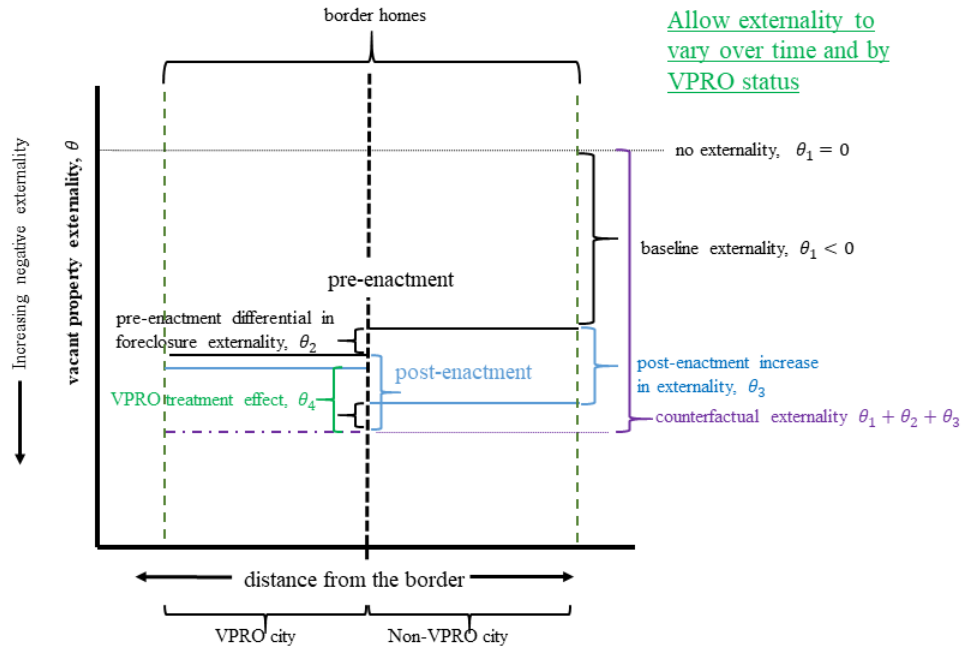 border homes
Allow externality to
vary over time and by
VPRO status
Increasing negative externality
vacant property externality, θ
no externality, θ₁ = 0
baseline externality, θ₁ < 0
pre-enactment
pre-enactment differential in
foreclosure externality, θ₂
post-enactment
post-enactment increase
in externality, θ₃
VPRO treatment effect, θ₄
counterfactual externality θ₁ + θ₂ + θ₃
distance from the border
VPRO city
Non-VPRO city